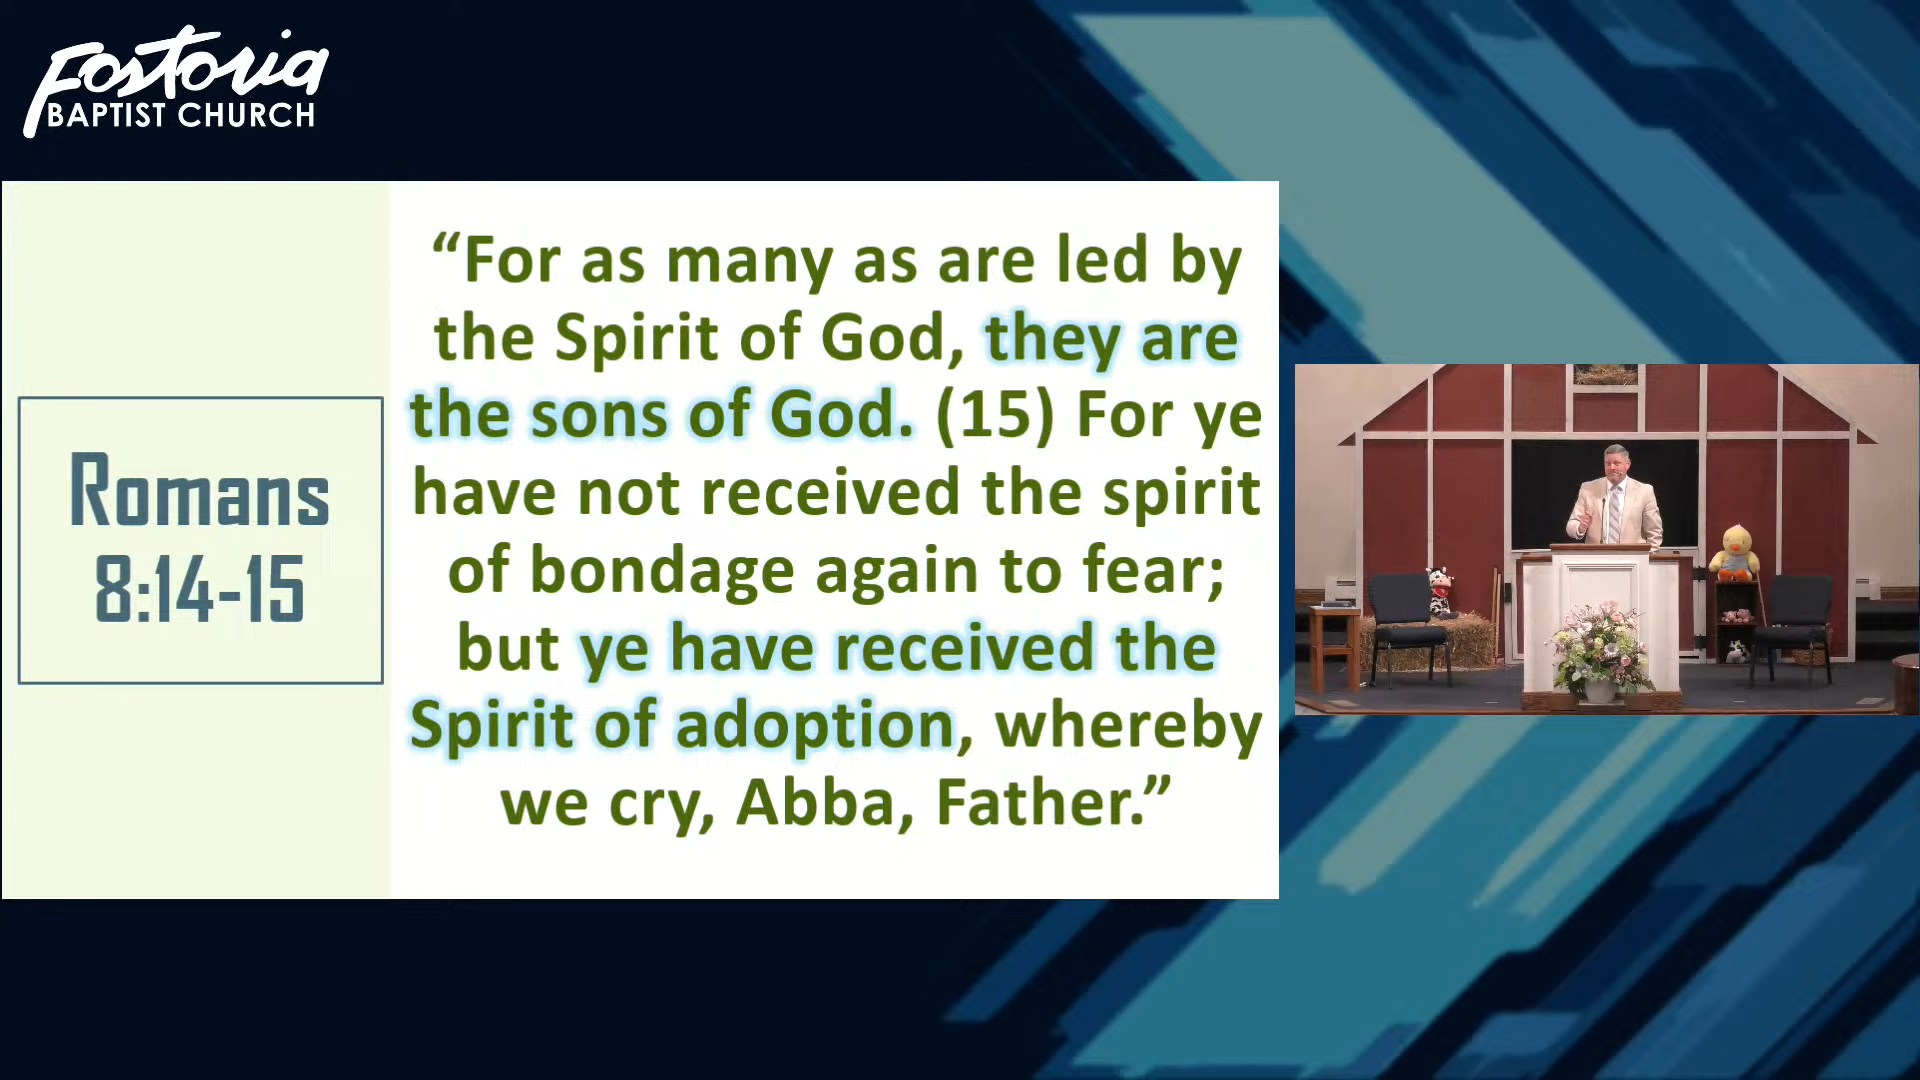 Fostoria
BAPTIST CHURCH
Romans
8:14-15
“For as many as are led by
the Spirit of God, they are
the sons of God. (15) For ye
have not received the spirit
of bondage again to fear;
but ye have received the
Spirit of adoption, whereby
we cry, Abba, Father.”